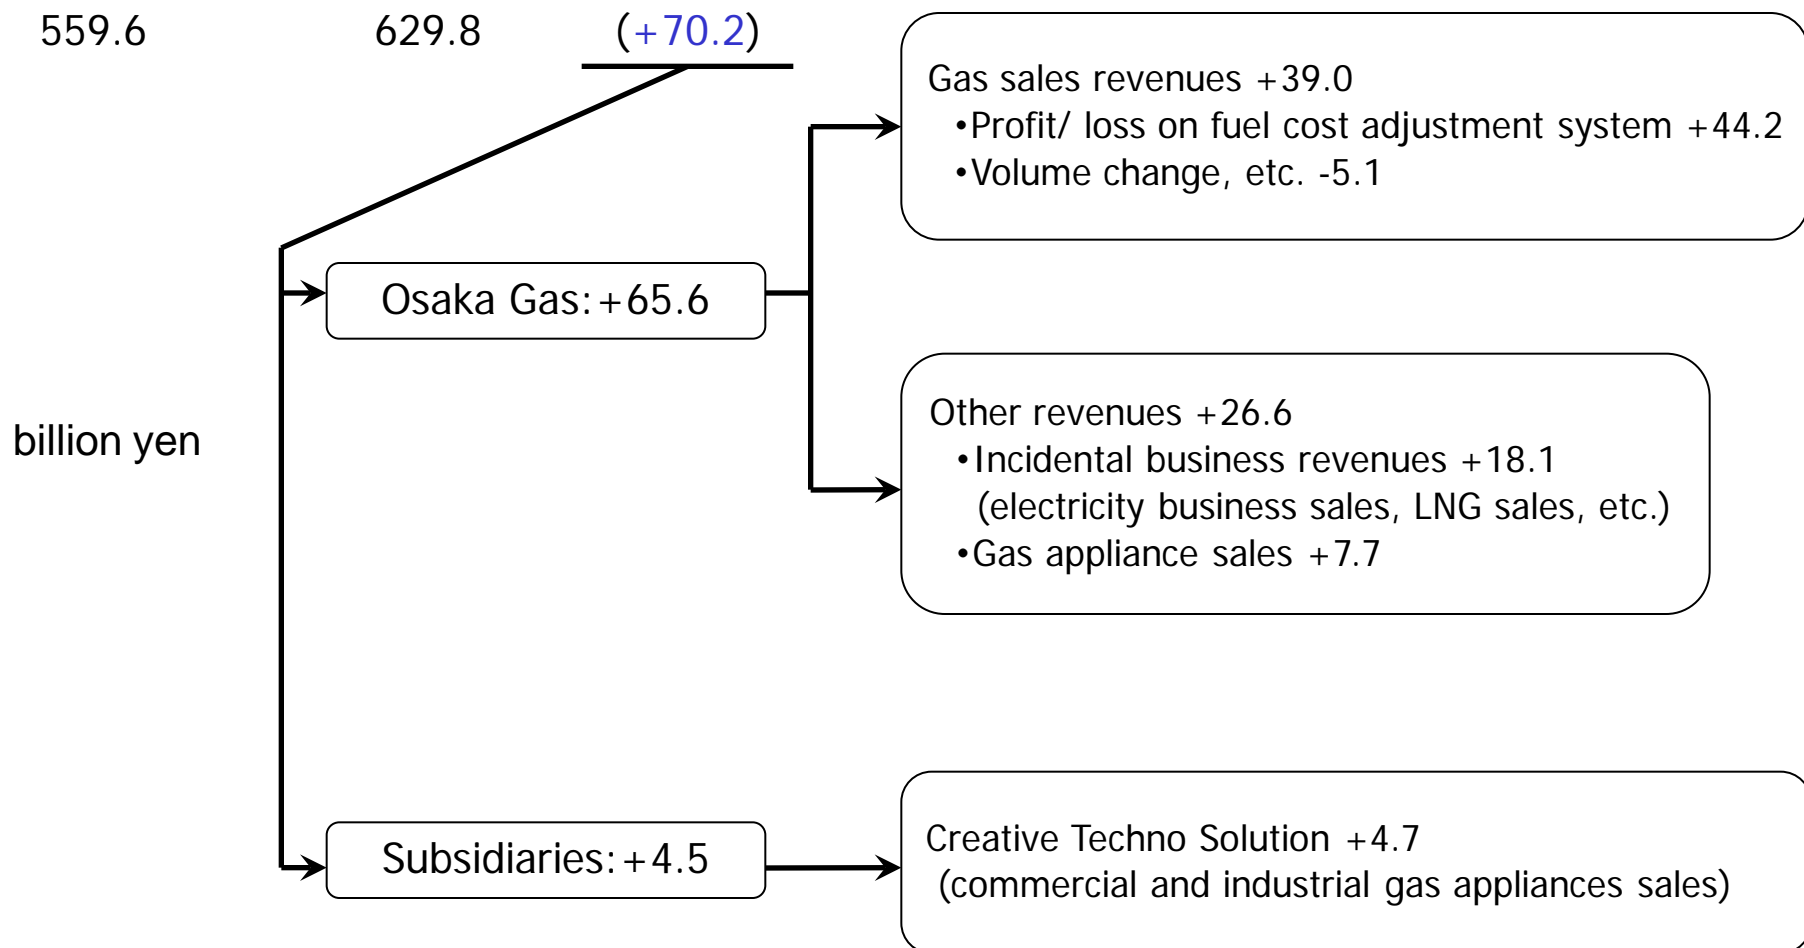 559.6 629.8 (+70.2)
Gas sales revenues +39.0
•Profit/ loss on fuel cost adjustment system +44.2
•Volume change, etc. -5.1
Osaka Gas:+65.6
Other revenues +26.6
•Incidental business revenues +18.1
(electricity business sales, LNG sales, etc.)
•Gas appliance sales +7.7
billion yen
Subsidiaries:+4.5
Creative Techno Solution +4.7
(commercial and industrial gas appliances sales)